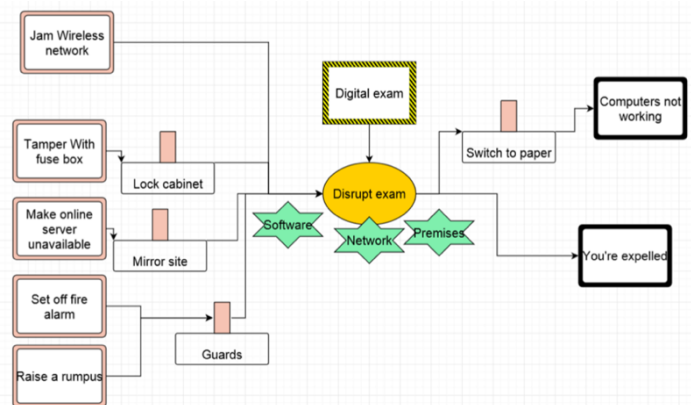 Jam Wireless
network
Digital exam
Computers not
working
Tamper With
fuse box
Lock cabinet
Switch to paper
Disrupt exam
Make online
server
unavailable
Mirror site
Software
Network
Premises
You're expelled
Set off fire
alarm
Guards
Raise a rumpus